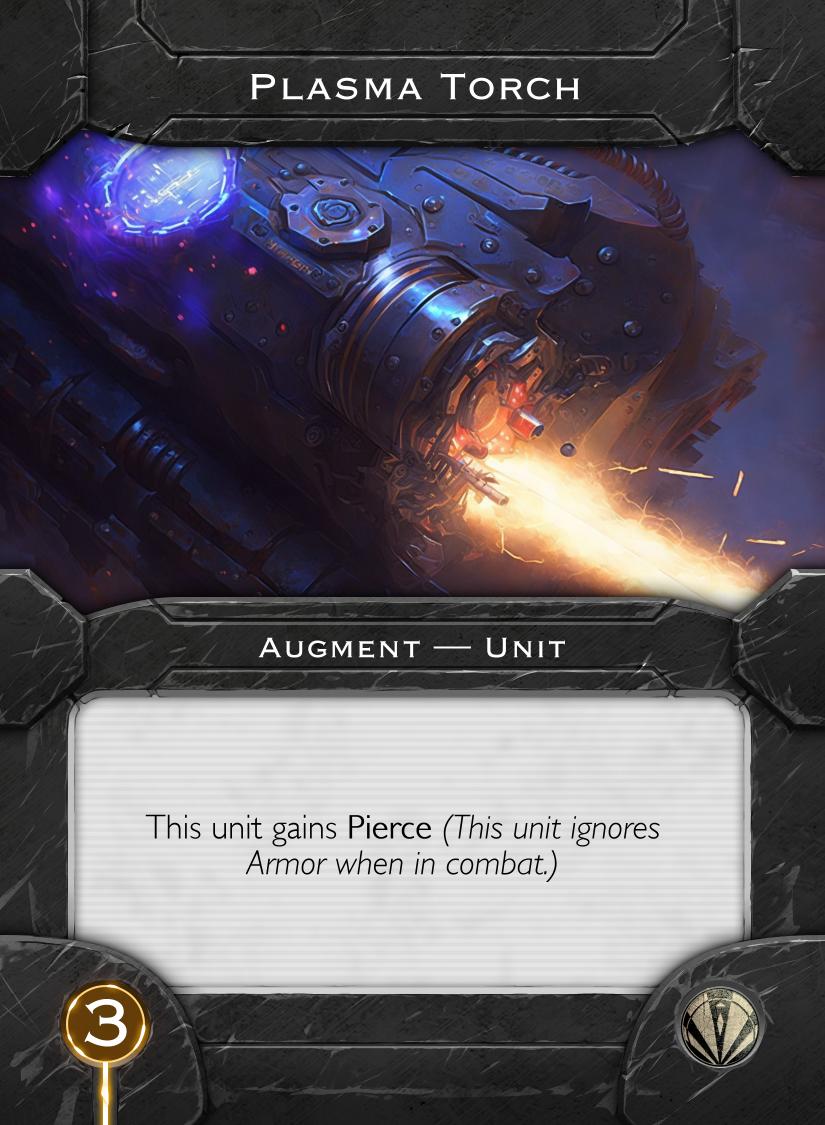 Plasma Torch
Augment — Unit
This unit gains Pierce (This unit ignores
Armor when in combat.)
3